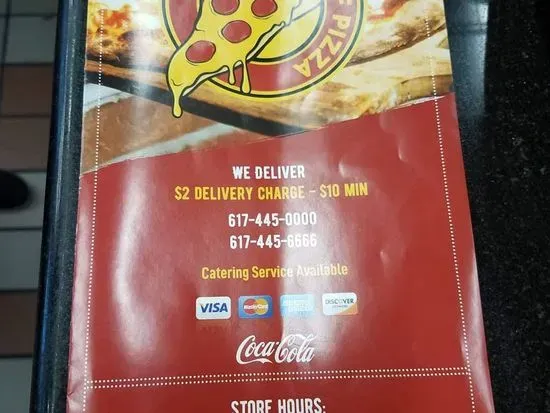 E PIZZA
WE DELIVER
$2 DELIVERY CHARGE - $10 MIN
617-445-0000
617-445-6666
Catering Service Available
VISA
MasterCard
DISCOVER
Coca-Cola
STORE HOURS: